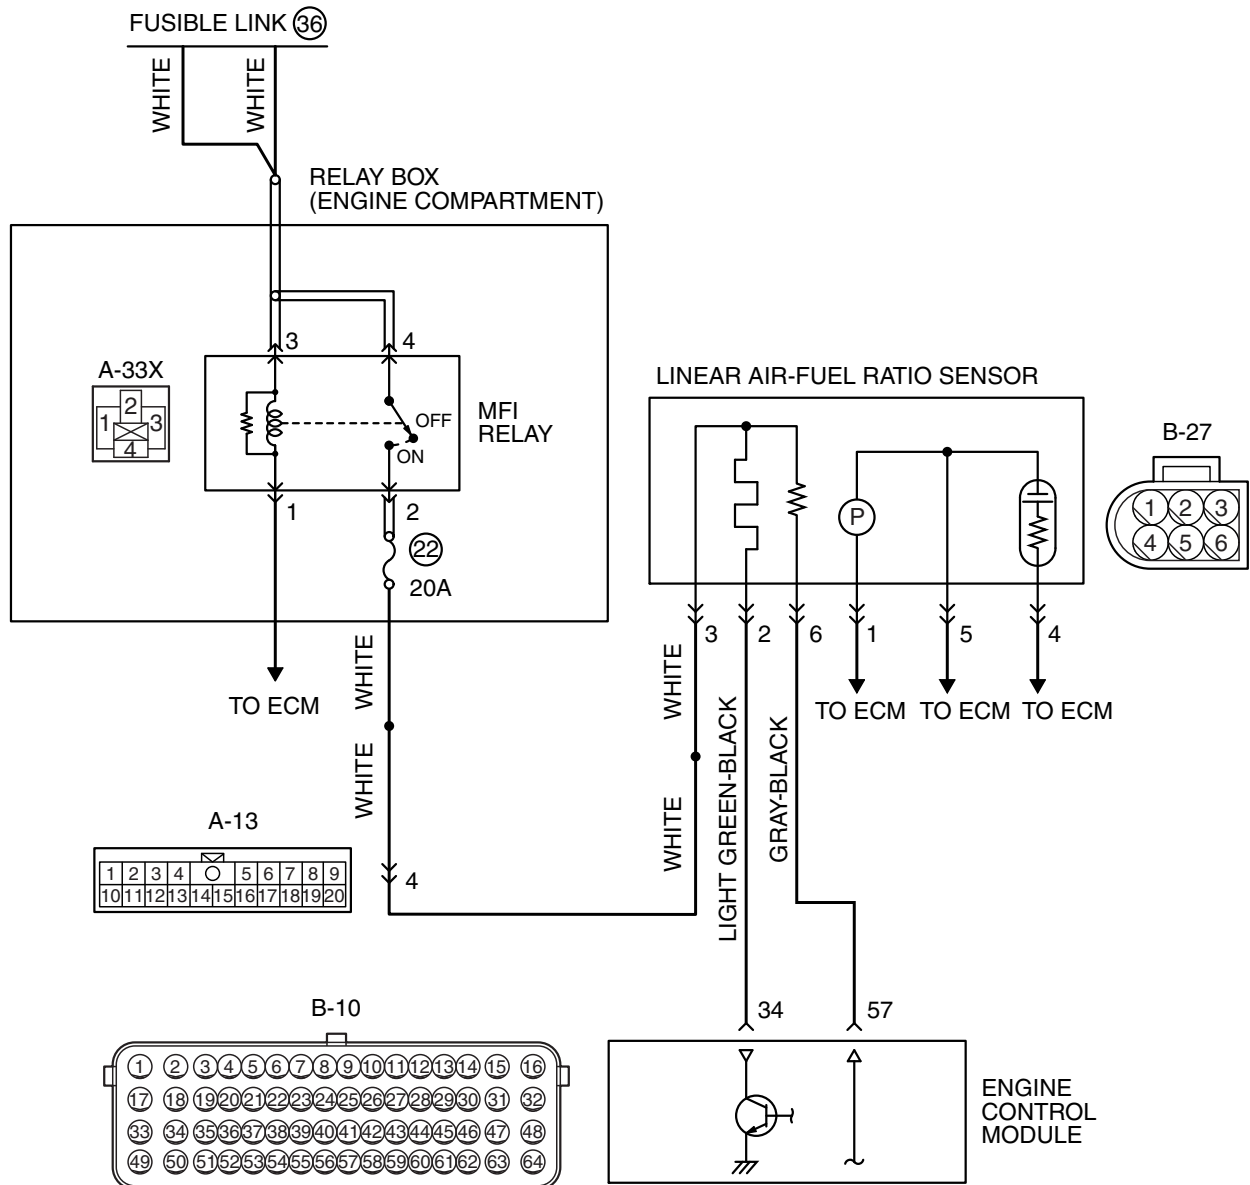 FUSIBLE LINK 36
WHITE
WHITE
RELAY BOX
(ENGINE COMPARTMENT)
3
4
A-33X
2
1
3
4
OFF
ON
MFI
RELAY
1
2
22
20A
TO ECM
WHITE
WHITE
4
A-13
1 2 3 4 5 6 7 8 9
10 11 12 13 14 15 16 17 18 19 20
LINEAR AIR-FUEL RATIO SENSOR
P
B-27
1 2 3
4 5 6
3
2
6
1
5
4
WHITE
WHITE
LIGHT GREEN-BLACK
GRAY-BLACK
TO ECM
TO ECM
TO ECM
B-10
1 2 3 4 5 6 7 8 9 10 11 12 13 14 15 16
17 18 19 20 21 22 23 24 25 26 27 28 29 30 31 32
33 34 35 36 37 38 39 40 41 42 43 44 45 46 47 48
49 50 51 52 53 54 55 56 57 58 59 60 61 62 63 64
34
57
ENGINE
CONTROL
MODULE